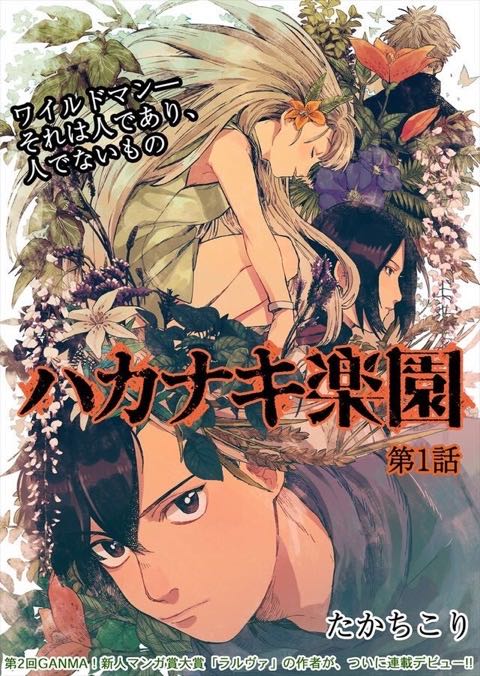 ワイルドマン―
それは人であり、
人でないもの
ハカナキ楽園
第1話
たかちこり
第2回GANMA！新人マンガ賞大賞「ラルヴァ」の作者が、ついに連載デビュー!!